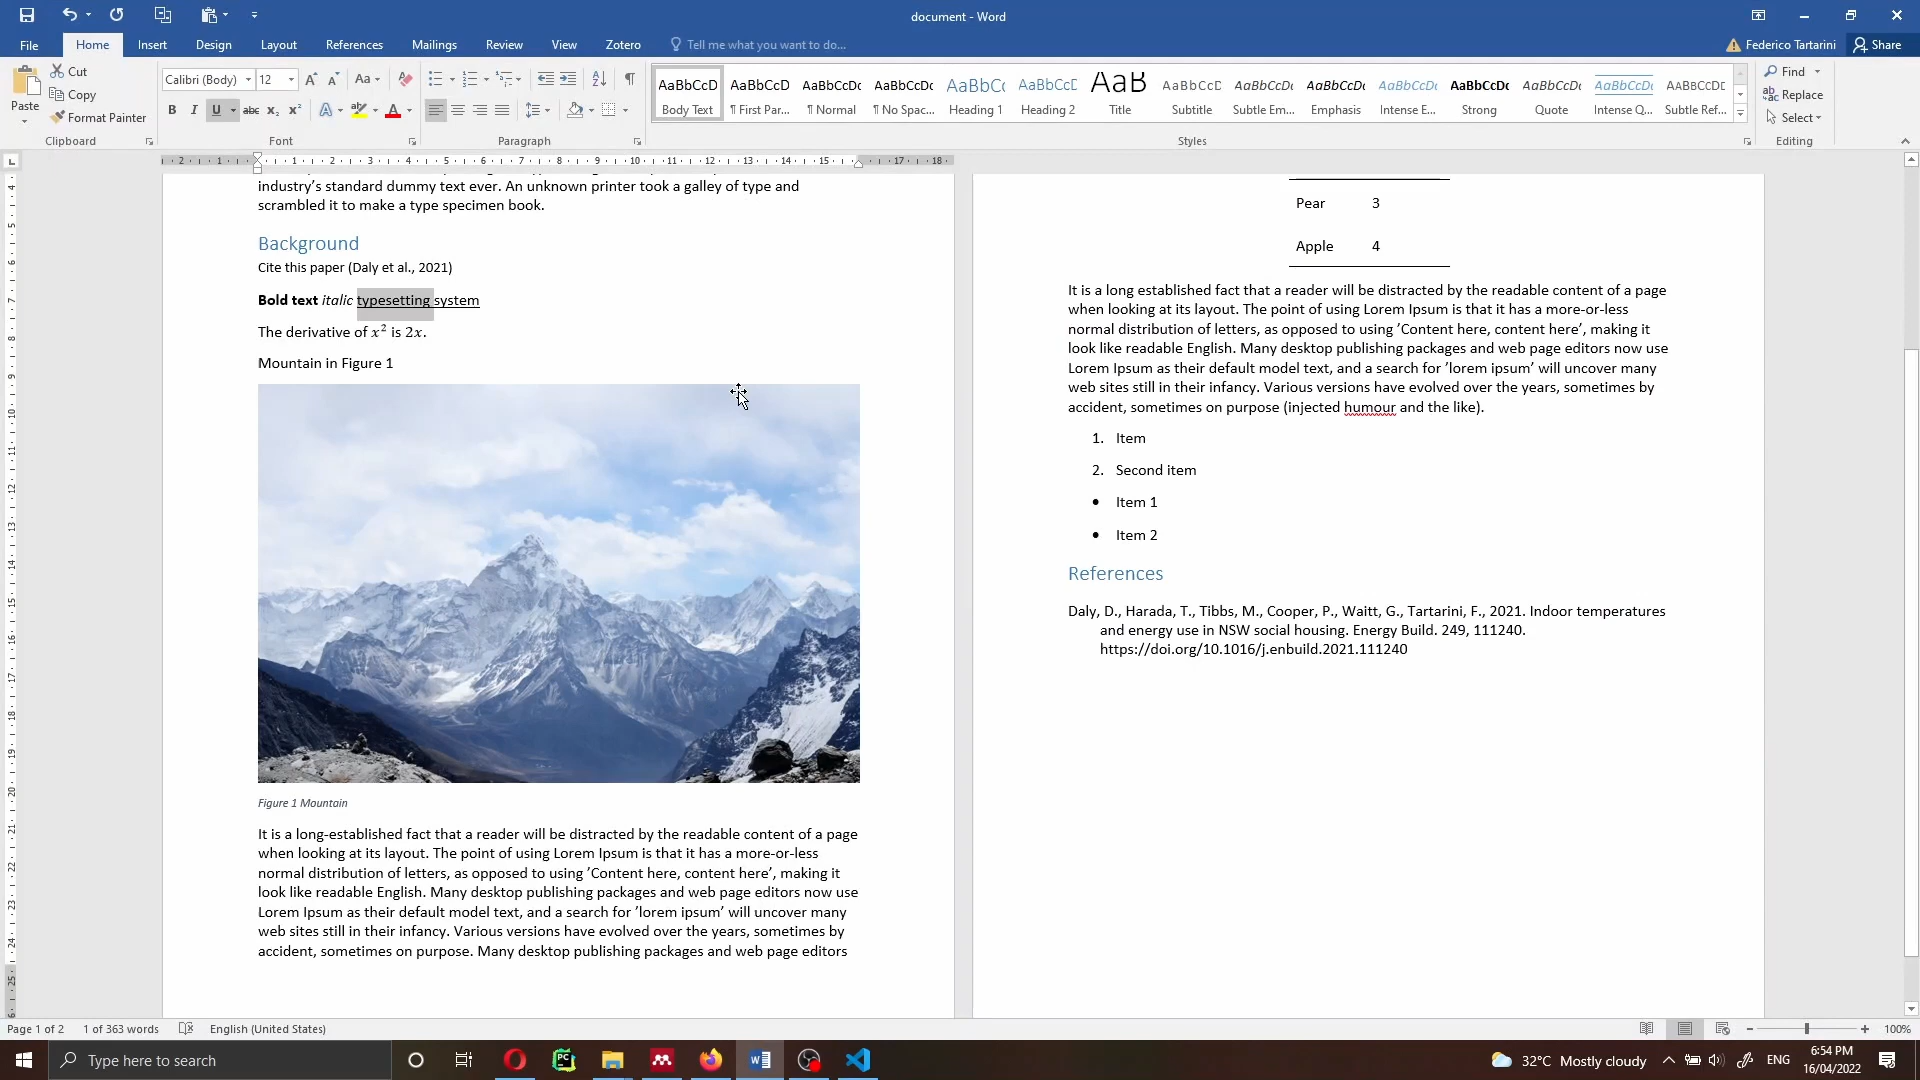 document - Word
Federico Tartarini
Share
File
Home
Insert
Design
Layout
References
Mailings
Review
View
Zotero
Tell me what you want to do...
Paste
Cut
Copy
Format Painter
Clipboard
Calibri (Body)
12
Font
Paragraph
AaBbCcD
Body Text
AaBbCcD
¶ First Par...
AaBbCcDc
¶ Normal
AaBbCcDc
¶ No Spac...
AaBbCc
Heading 1
AaBbCcD
Heading 2
AaB
Title
AaBbCcD
Subtitle
AaBbCcDc
Subtle Em...
AaBbCcDc
Emphasis
AaBbCcDc
Intense E...
AaBbCcDc
Strong
AaBbCcDc
Quote
AaBbCcDc
Intense Q...
AaBbCcDc
Subtle Ref...
Styles
Find
Replace
Select
Editing
industry's standard dummy text ever. An unknown printer took a galley of type and
scrambled it to make a type specimen book.
Background
Cite this paper (Daly et al., 2021)
Bold text italic typesetting system
The derivative of x² is 2x.
Mountain in Figure 1
Figure 1 Mountain
It is a long-established fact that a reader will be distracted by the readable content of a page
when looking at its layout. The point of using Lorem Ipsum is that it has a more-or-less
normal distribution of letters, as opposed to using ’Content here, content here’, making it
look like readable English. Many desktop publishing packages and web page editors now use
Lorem Ipsum as their default model text, and a search for ’lorem ipsum’ will uncover many
web sites still in their infancy. Various versions have evolved over the years, sometimes by
accident, sometimes on purpose. Many desktop publishing packages and web page editors
Pear 3
Apple 4
It is a long established fact that a reader will be distracted by the readable content of a page
when looking at its layout. The point of using Lorem Ipsum is that it has a more-or-less
normal distribution of letters, as opposed to using ’Content here, content here’, making it
look like readable English. Many desktop publishing packages and web page editors now use
Lorem Ipsum as their default model text, and a search for ’lorem ipsum’ will uncover many
web sites still in their infancy. Various versions have evolved over the years, sometimes by
accident, sometimes on purpose (injected humour and the like).
1. Item
2. Second item
• Item 1
• Item 2
References
Daly, D., Harada, T., Tibbs, M., Cooper, P., Waitt, G., Tartarini, F., 2021. Indoor temperatures
and energy use in NSW social housing. Energy Build. 249, 111240.
https://doi.org/10.1016/j.enbuild.2021.111240
Page 1 of 2
1 of 363 words
English (United States)
100%
Type here to search
32°C Mostly cloudy
ENG
6:54 PM
16/04/2022